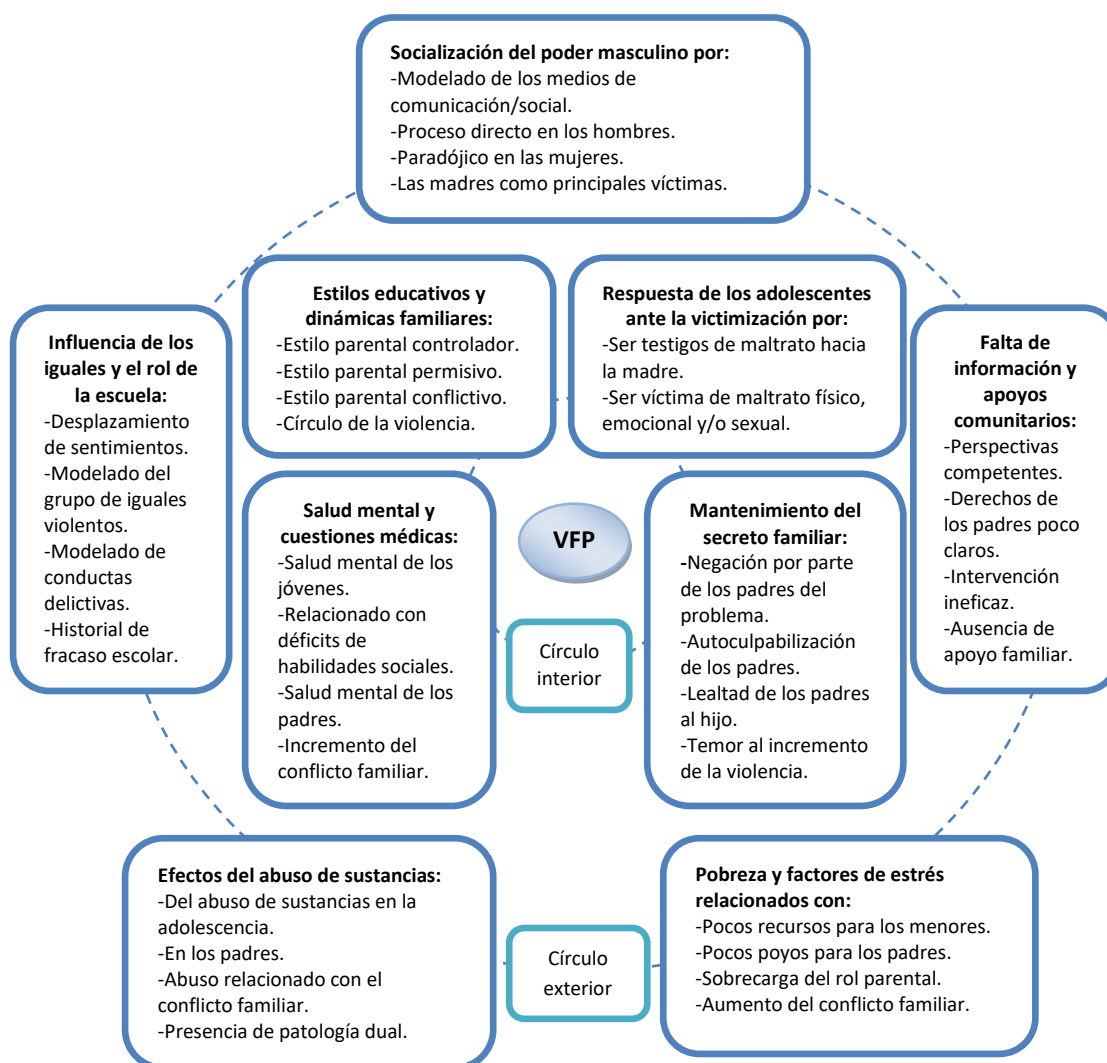 Socialización del poder masculino por:
-Modelado de los medios de
comunicación/social.
-Proceso directo en los hombres.
-Paradójico en las mujeres.
-Las madres como principales víctimas.
Estilos educativos y
dinámicas familiares:
-Estilo parental controlador.
-Estilo parental permisivo.
-Estilo parental conflictivo.
-Círculo de la violencia.
Respuesta de los adolescentes
ante la victimización por:
-Ser testigos de maltrato hacia
la madre.
-Ser víctima de maltrato físico,
emocional y/o sexual.
Influencia de los
iguales y el rol de
la escuela:
-Desplazamiento
de sentimientos.
-Modelado del
grupo de iguales
violentos.
-Modelado de
conductas
delictivas.
-Historial de
fracaso escolar.
Falta de
información y
apoyos
comunitarios:
-Perspectivas
competentes.
-Derechos de
los padres poco
claros.
-Intervención
ineficaz.
-Ausencia de
apoyo familiar.
Salud mental y
cuestiones médicas:
-Salud mental de los
jóvenes.
-Relacionado con
déficits de
habilidades sociales.
-Salud mental de los
padres.
-Incremento del
conflicto familiar.
VFP
Mantenimiento del
secreto familiar:
-Negación por parte
de los padres del
problema.
-Autoculpabilización
de los padres.
-Lealtad de los padres
al hijo.
-Temor al incremento
de la violencia.
Círculo
interior
Efectos del abuso de sustancias:
-Del abuso de sustancias en la
adolescencia.
-En los padres.
-Abuso relacionado con el
conflicto familiar.
-Presencia de patología dual.
Círculo
exterior
Pobreza y factores de estrés
relacionados con:
-Pocos recursos para los menores.
-Pocos poyos para los padres.
-Sobrecarga del rol parental.
-Aumento del conflicto familiar.